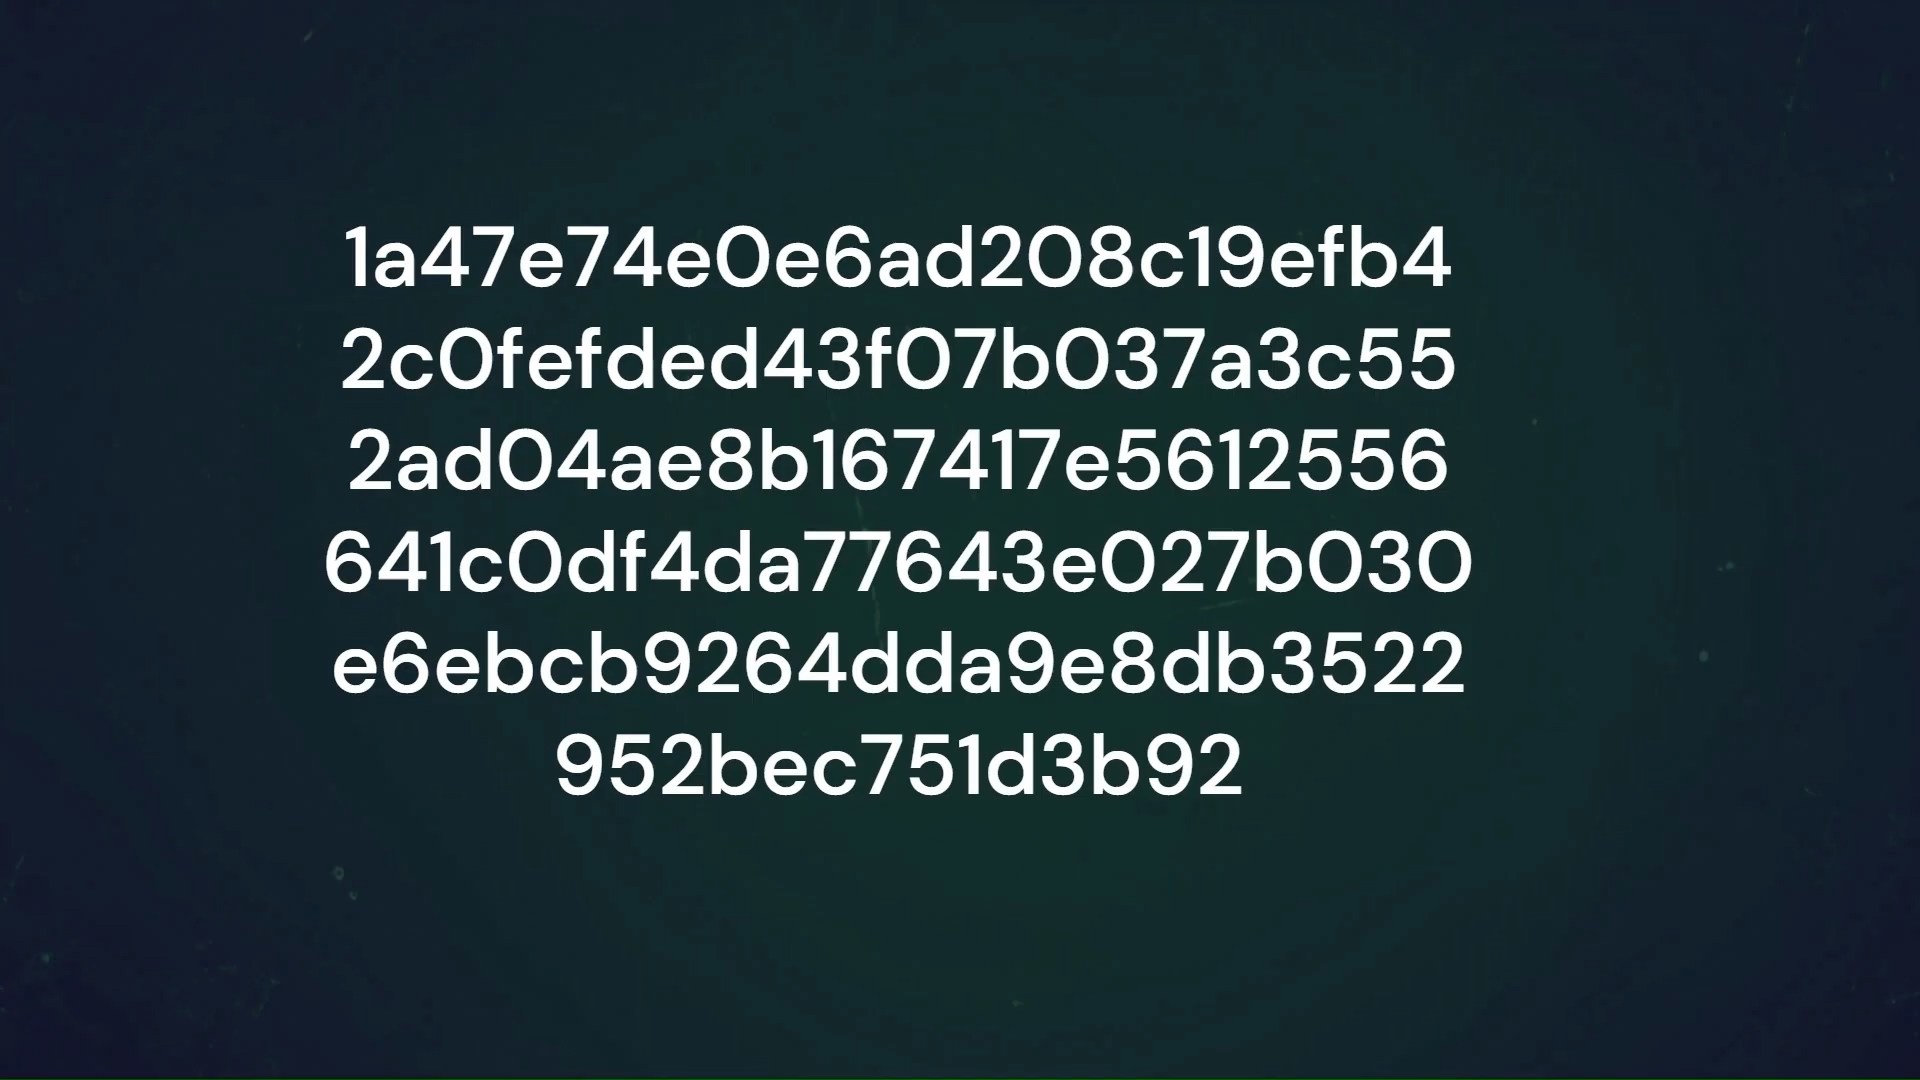 1a47e74e0e6ad208c19efb4
2c0fefded43f07b037a3c55
2ad04ae8b167417e5612556
641c0df4da77643e027b030
e6ebcb9264dda9e8db3522
952bec751d3b92